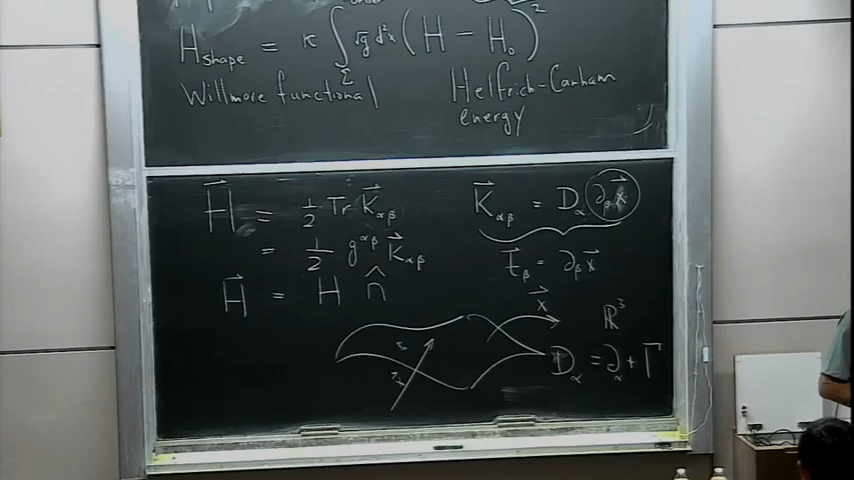 H_shape = κ ∫_Σ √g d²x (H - H₀)²
Willmore functional Helfrich-Canham
energy
H⃗ = ½ Tr K⃗_αβ K⃗_αβ = D_α ∂_β x⃗
= ½ g^αβ K⃗_αβ t⃗_β = ∂_β x⃗
H⃗ = H n̂
x⃗ ℝ³
D_α = ∂_α + Γ